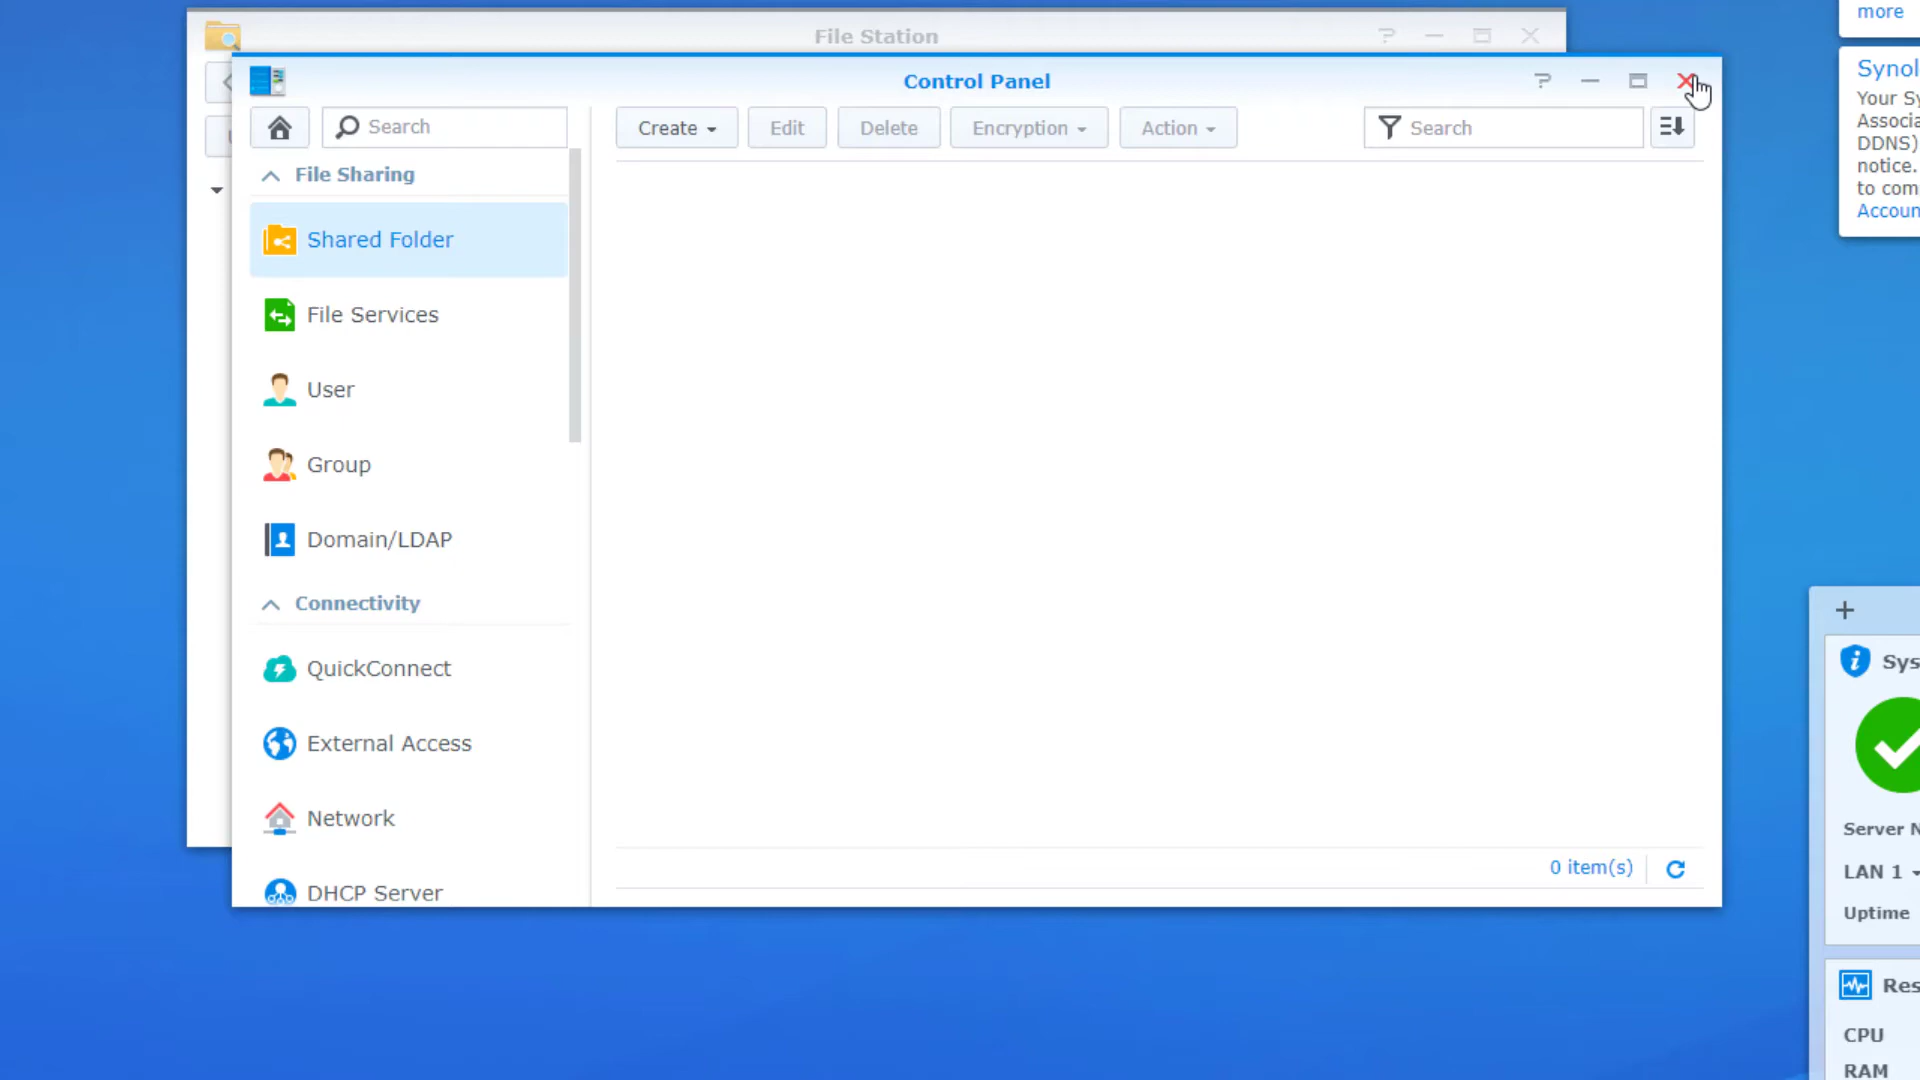 File Station
Control Panel
Search
Create
Edit
Delete
Encryption
Action
Search
File Sharing
Shared Folder
File Services
User
Group
Domain/LDAP
Connectivity
QuickConnect
External Access
Network
DHCP Server
0 item(s)
more
Synol
Your Sy
Associa
DDNS)
notice.
to com
Accoun
Sys
Server N
LAN 1
Uptime
Res
CPU
RAM